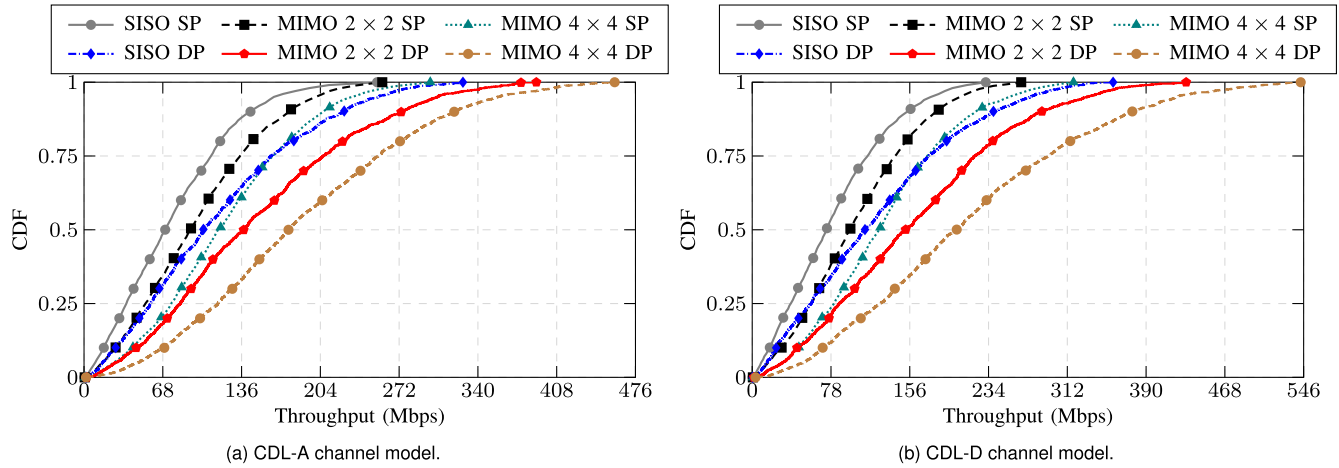 SISO SP MIMO 2 × 2 SP MIMO 4 × 4 SP
SISO DP MIMO 2 × 2 DP MIMO 4 × 4 DP
1
0.75
0.5
0.25
0
CDF
0 68 136 204 272 340 408 476
Throughput (Mbps)
(a) CDL-A channel model.
SISO SP MIMO 2 × 2 SP MIMO 4 × 4 SP
SISO DP MIMO 2 × 2 DP MIMO 4 × 4 DP
1
0.75
0.5
0.25
0
CDF
0 78 156 234 312 390 468 546
Throughput (Mbps)
(b) CDL-D channel model.